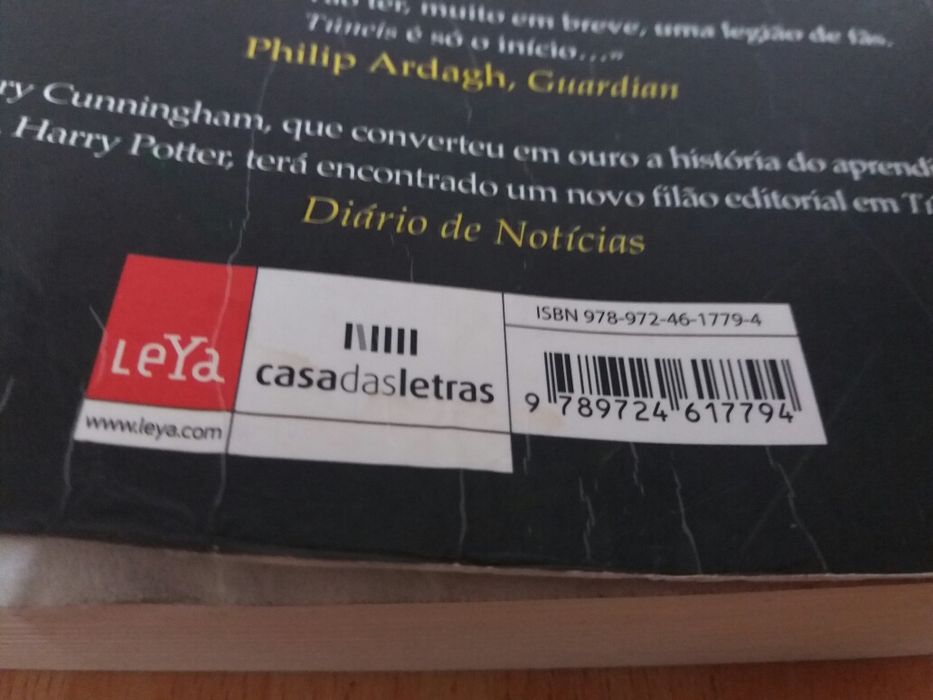 ter, muito em breve, uma legião de fãs.
Túneis é só o início...»
Philip Ardagh, Guardian
ry Cunningham, que converteu em ouro a história do aprendi
Harry Potter, terá encontrado um novo filão editorial em Tú
Diário de Notícias
LeYa
www.leya.com
casadasletras
ISBN 978-972-46-1779-4
9 789724 617794